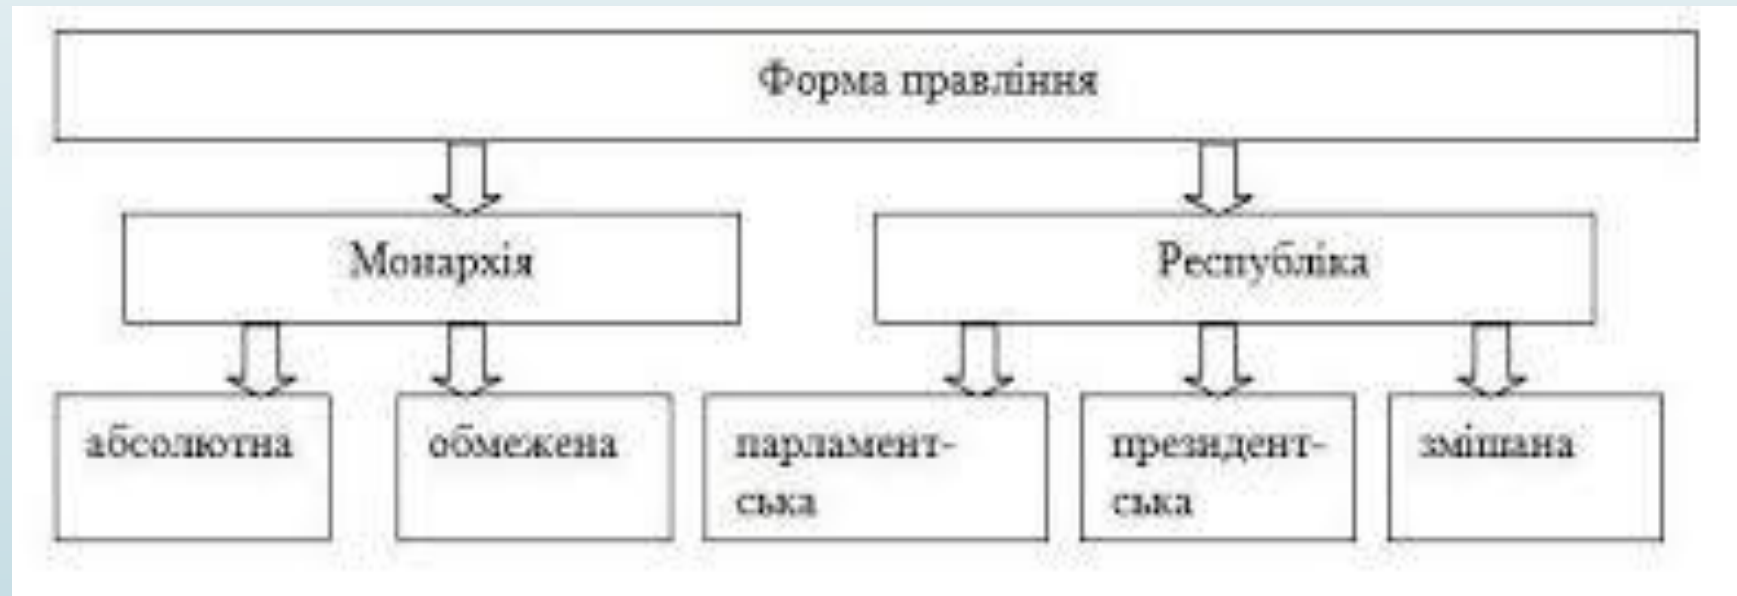 Форма правління
Монархія
Республіка
абсолютна
обмежена
парламент-
ська
президент-
ська
змішана